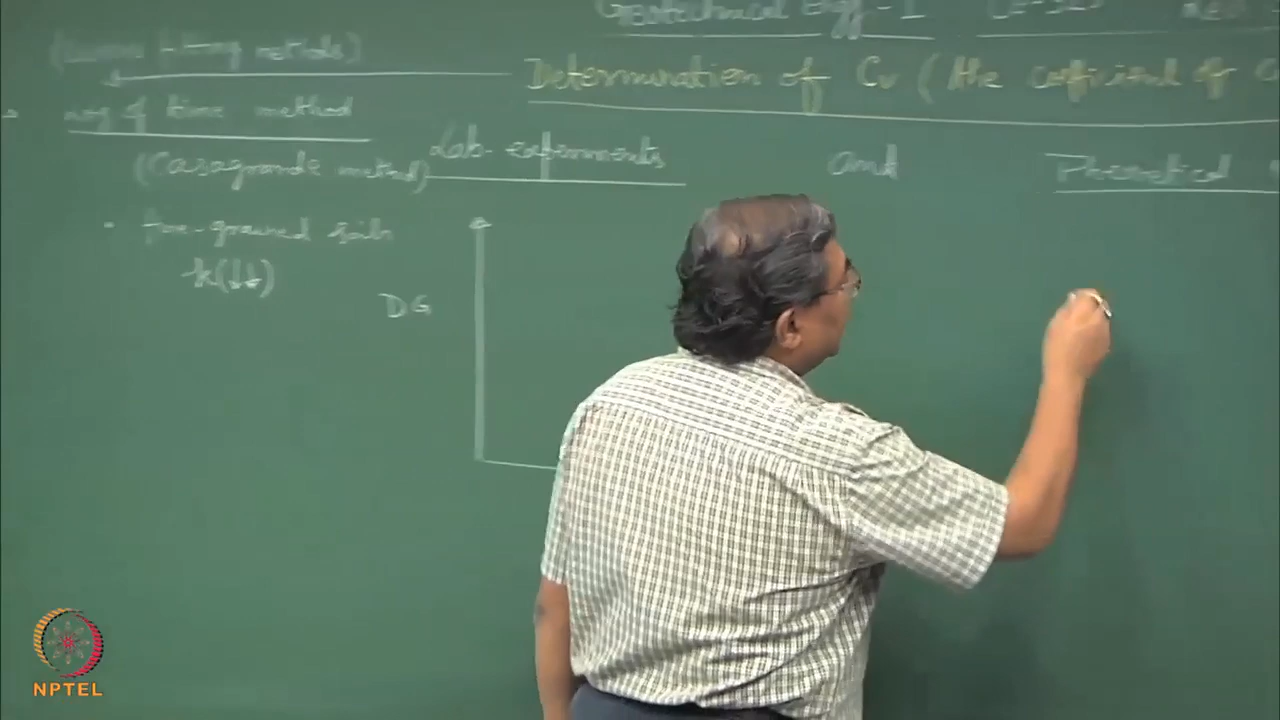 Geotechnical Engg - I
(curve fitting methods)
Determination of Cv (the coefficient of C
log of time method
Lab experiments and Theoretical
(Casagrande method)
• fine-grained soils
k(↓↓)
DG
NPTEL